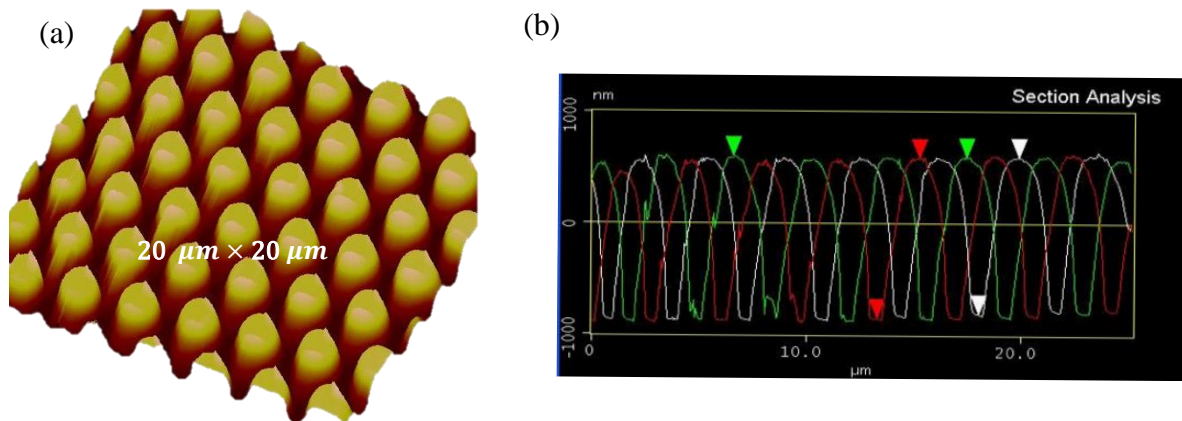 (a)
20 μm × 20 μm
(b)
nm
Section Analysis
1000
0
-1000
0
10.0
20.0
μm